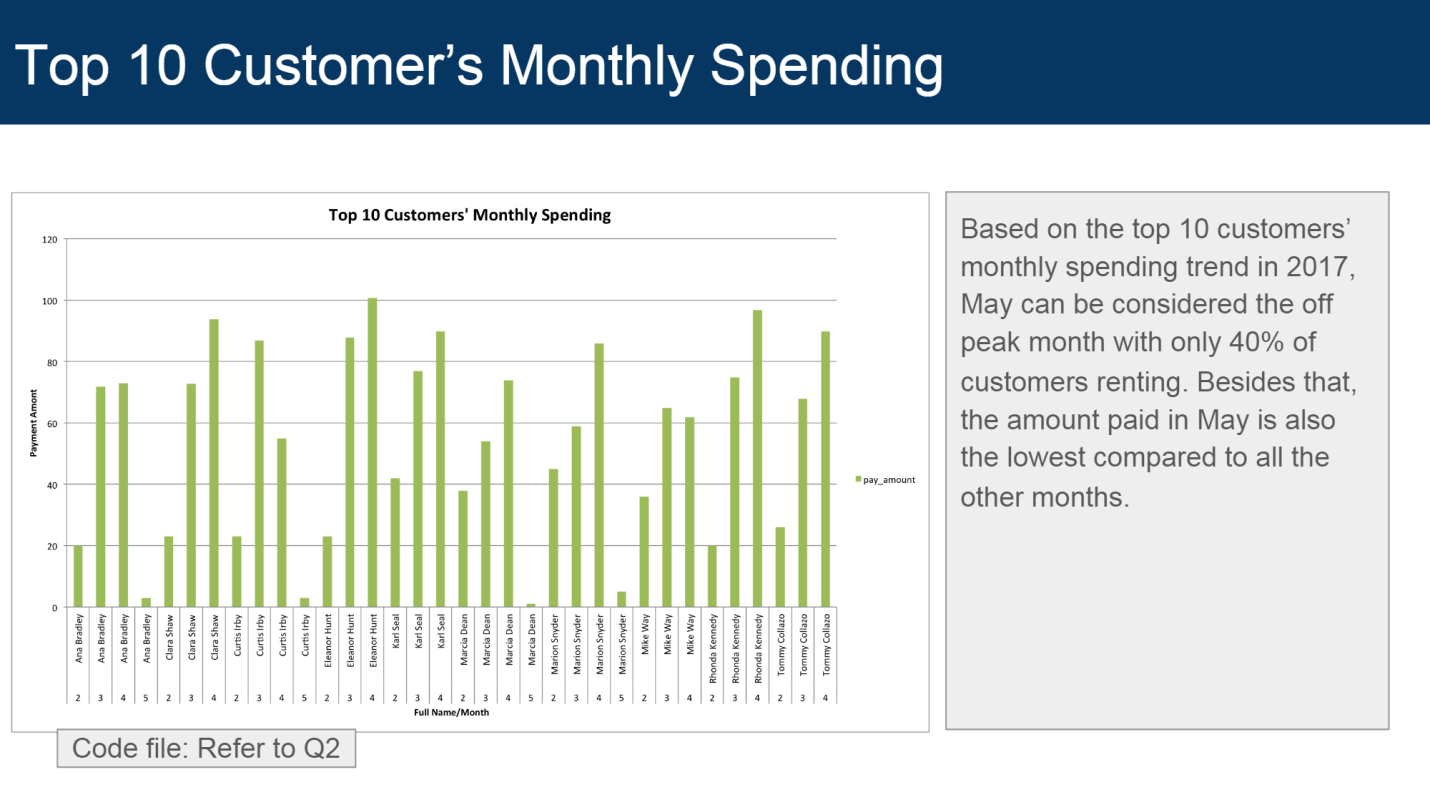 Top 10 Customer’s Monthly Spending
Top 10 Customers' Monthly Spending
120
100
80
60
40
20
0
Payment Amont
Ana Bradley
Ana Bradley
Ana Bradley
Ana Bradley
Clara Shaw
Clara Shaw
Clara Shaw
Curtis Irby
Curtis Irby
Curtis Irby
Curtis Irby
Eleanor Hunt
Eleanor Hunt
Eleanor Hunt
Karl Seal
Karl Seal
Karl Seal
Marcia Dean
Marcia Dean
Marcia Dean
Marcia Dean
Marion Snyder
Marion Snyder
Marion Snyder
Marion Snyder
Mike Way
Mike Way
Mike Way
Rhonda Kennedy
Rhonda Kennedy
Rhonda Kennedy
Tommy Collazo
Tommy Collazo
Tommy Collazo
2 3 4 5 2 3 4 2 3 4 5 2 3 4 2 3 4 2 3 4 5 2 3 4 5 2 3 4 2 3 4 2 3 4
Full Name/Month
pay_amount
Based on the top 10 customers’
monthly spending trend in 2017,
May can be considered the off
peak month with only 40% of
customers renting. Besides that,
the amount paid in May is also
the lowest compared to all the
other months.
Code file: Refer to Q2